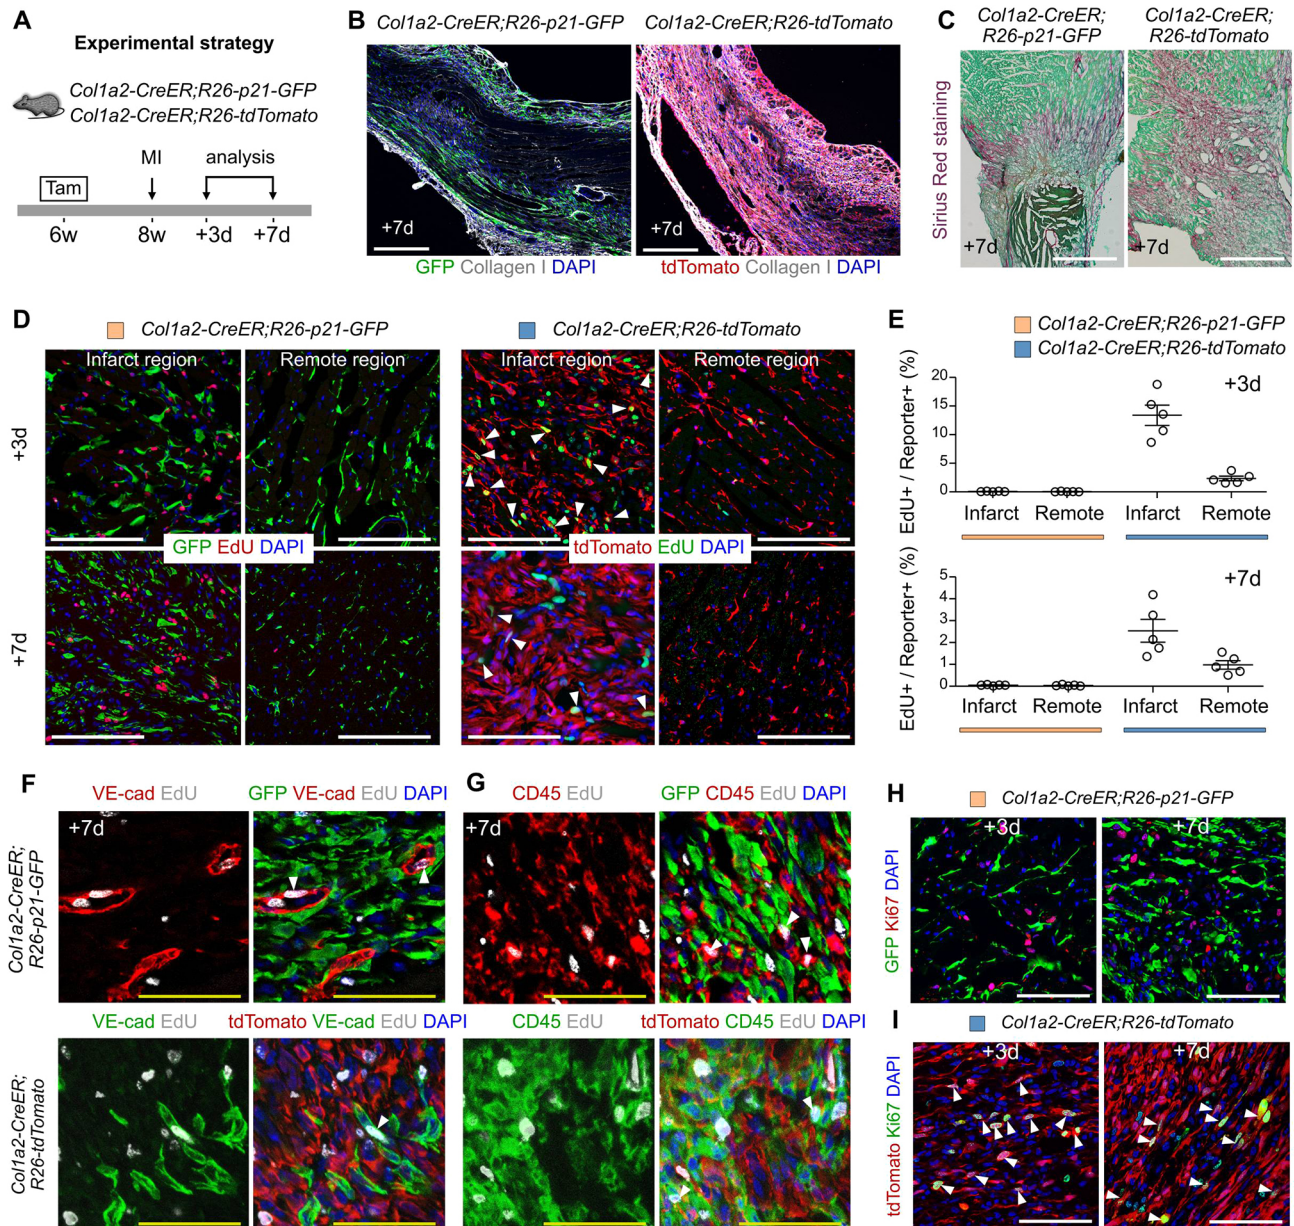 A
Experimental strategy
Col1a2-CreER;R26-p21-GFP
Col1a2-CreER;R26-tdTomato
MI
analysis
Tam
6w
8w
+3d
+7d
B
Col1a2-CreER;R26-p21-GFP
Col1a2-CreER;R26-tdTomato
+7d
+7d
GFP Collagen I DAPI
tdTomato Collagen I DAPI
C
Col1a2-CreER;
R26-p21-GFP
Col1a2-CreER;
R26-tdTomato
Sirius Red staining
+7d
+7d
D
Col1a2-CreER;R26-p21-GFP
Col1a2-CreER;R26-tdTomato
Infarct region
Remote region
Infarct region
Remote region
+3d
GFP EdU DAPI
tdTomato EdU DAPI
+7d
E
Col1a2-CreER;R26-p21-GFP
Col1a2-CreER;R26-tdTomato
EdU+ / Reporter+ (%)
+3d
20
15
10
5
0
Infarct
Remote
Infarct
Remote
EdU+ / Reporter+ (%)
+7d
5
4
3
2
1
0
Infarct
Remote
Infarct
Remote
F
VE-cad EdU
GFP VE-cad EdU DAPI
Col1a2-CreER;
R26-p21-GFP
+7d
VE-cad EdU
tdTomato VE-cad EdU DAPI
Col1a2-CreER;
R26-tdTomato
G
CD45 EdU
GFP CD45 EdU DAPI
+7d
CD45 EdU
tdTomato CD45 EdU DAPI
H
Col1a2-CreER;R26-p21-GFP
+3d
+7d
GFP Ki67 DAPI
I
Col1a2-CreER;R26-tdTomato
+3d
+7d
tdTomato Ki67 DAPI